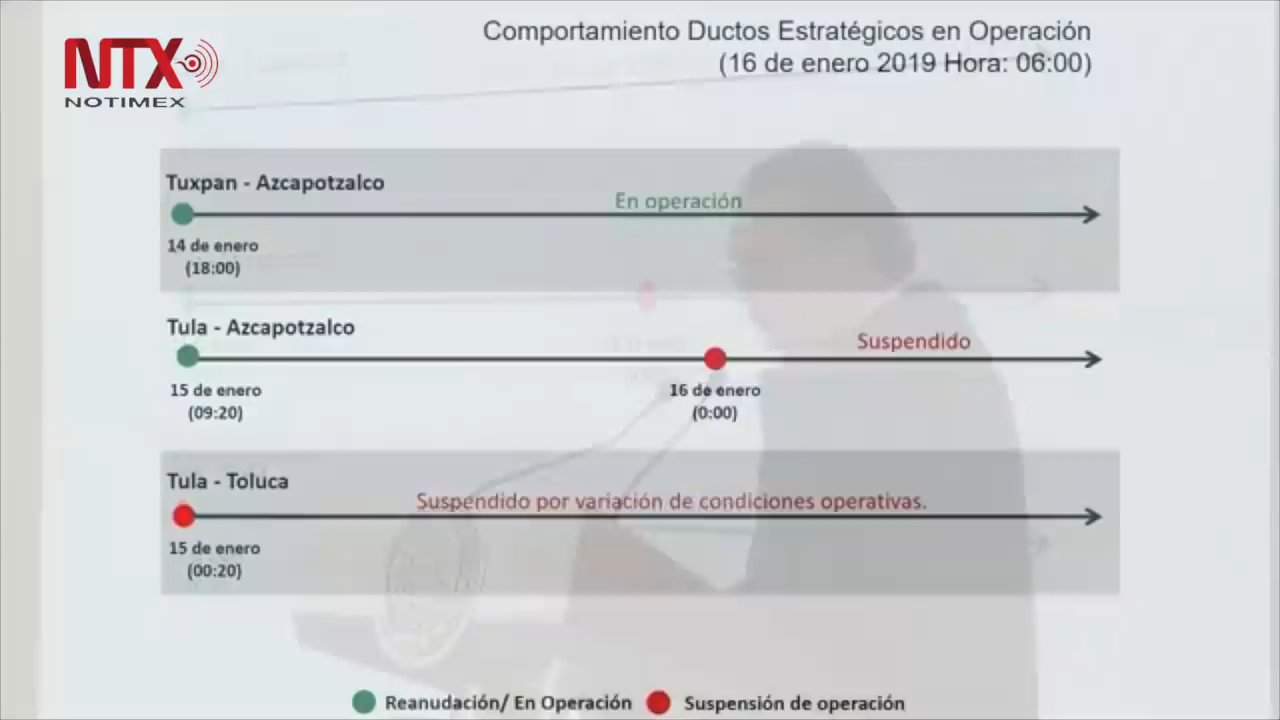 NTX
NOTIMEX
Comportamiento Ductos Estratégicos en Operación
(16 de enero 2019 Hora: 06:00)
Tuxpan - Azcapotzalco
En operación
14 de enero
(18:00)
Tula - Azcapotzalco
Suspendido
15 de enero
(09:20)
16 de enero
(0:00)
Tula - Toluca
Suspendido por variación de condiciones operativas.
15 de enero
(00:20)
Reanudación/ En Operación
Suspensión de operación